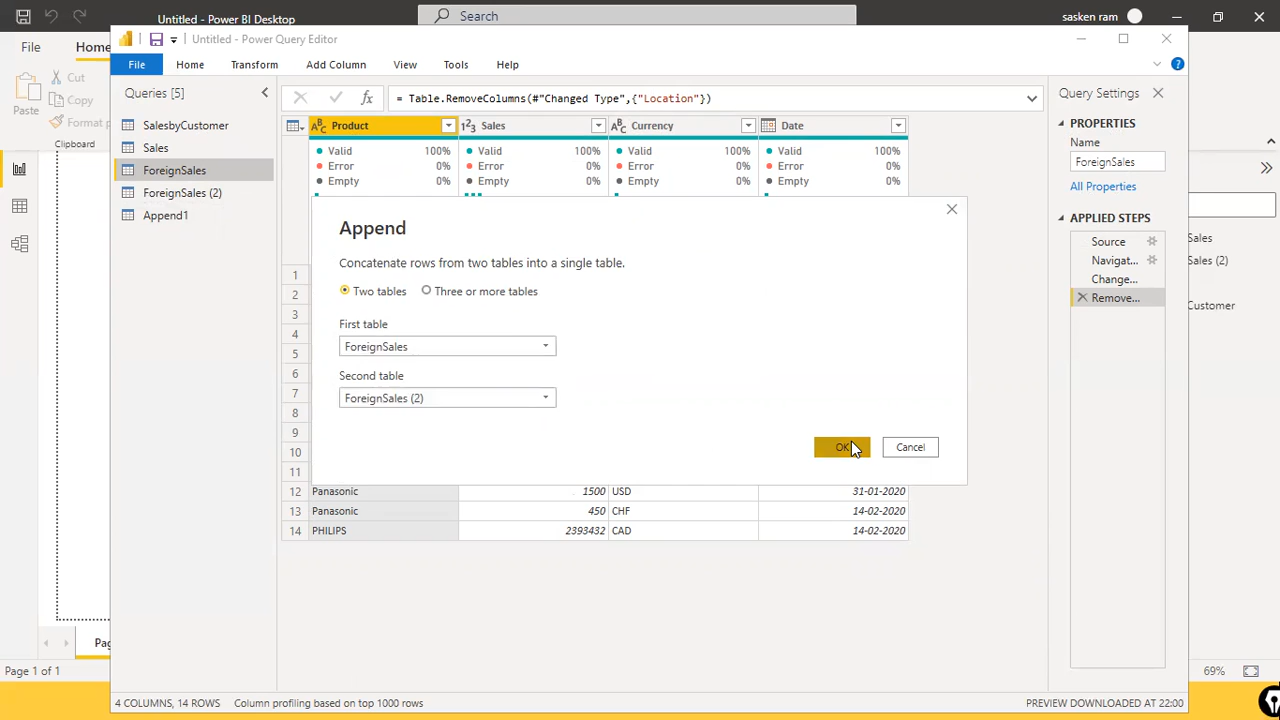 Untitled - Power BI Desktop
Search
sasken ram
File
Home
Cut
Copy
Format p
Paste
Clipboard
Untitled - Power Query Editor
File
Home
Transform
Add Column
View
Tools
Help
Queries [5]
SalesbyCustomer
Sales
ForeignSales
ForeignSales (2)
Append1
= Table.RemoveColumns(#"Changed Type",{"Location"})
Product
Sales
Currency
Date
Valid 100% Valid 100% Valid 100% Valid 100%
Error 0% Error 0% Error 0% Error 0%
Empty 0% Empty 0% Empty 0% Empty 0%
Append
Concatenate rows from two tables into a single table.
Two tables
Three or more tables
First table
ForeignSales
Second table
ForeignSales (2)
OK
Cancel
1
2
3
4
5
6
7
8
9
10
11
12 Panasonic 1500 USD 31-01-2020
13 Panasonic 450 CHF 14-02-2020
14 PHILIPS 2393432 CAD 14-02-2020
Query Settings
PROPERTIES
Name
ForeignSales
All Properties
APPLIED STEPS
Source
Navigat...
Change...
Remove...
Sales
Sales (2)
Customer
Page 1 of 1
69%
4 COLUMNS, 14 ROWS
Column profiling based on top 1000 rows
PREVIEW DOWNLOADED AT 22:00